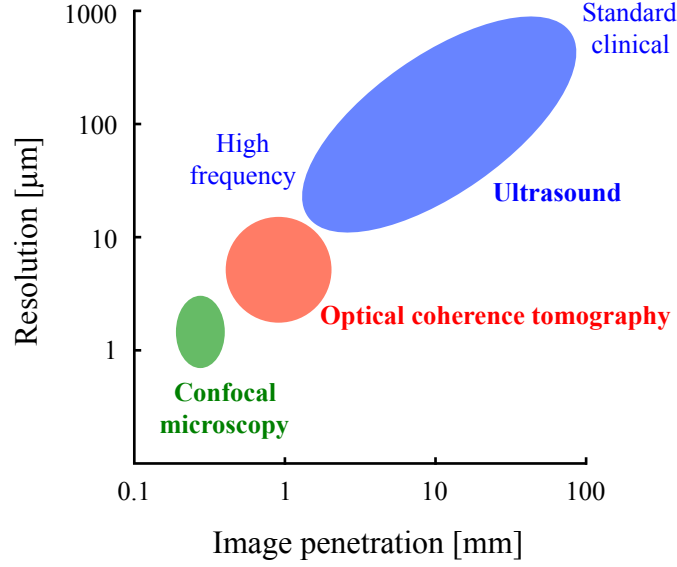 1000
Standard
clinical
100
High
frequency
Ultrasound
10
Optical coherence tomography
1
Confocal
microscopy
Resolution [μm]
0.1
1
10
100
Image penetration [mm]